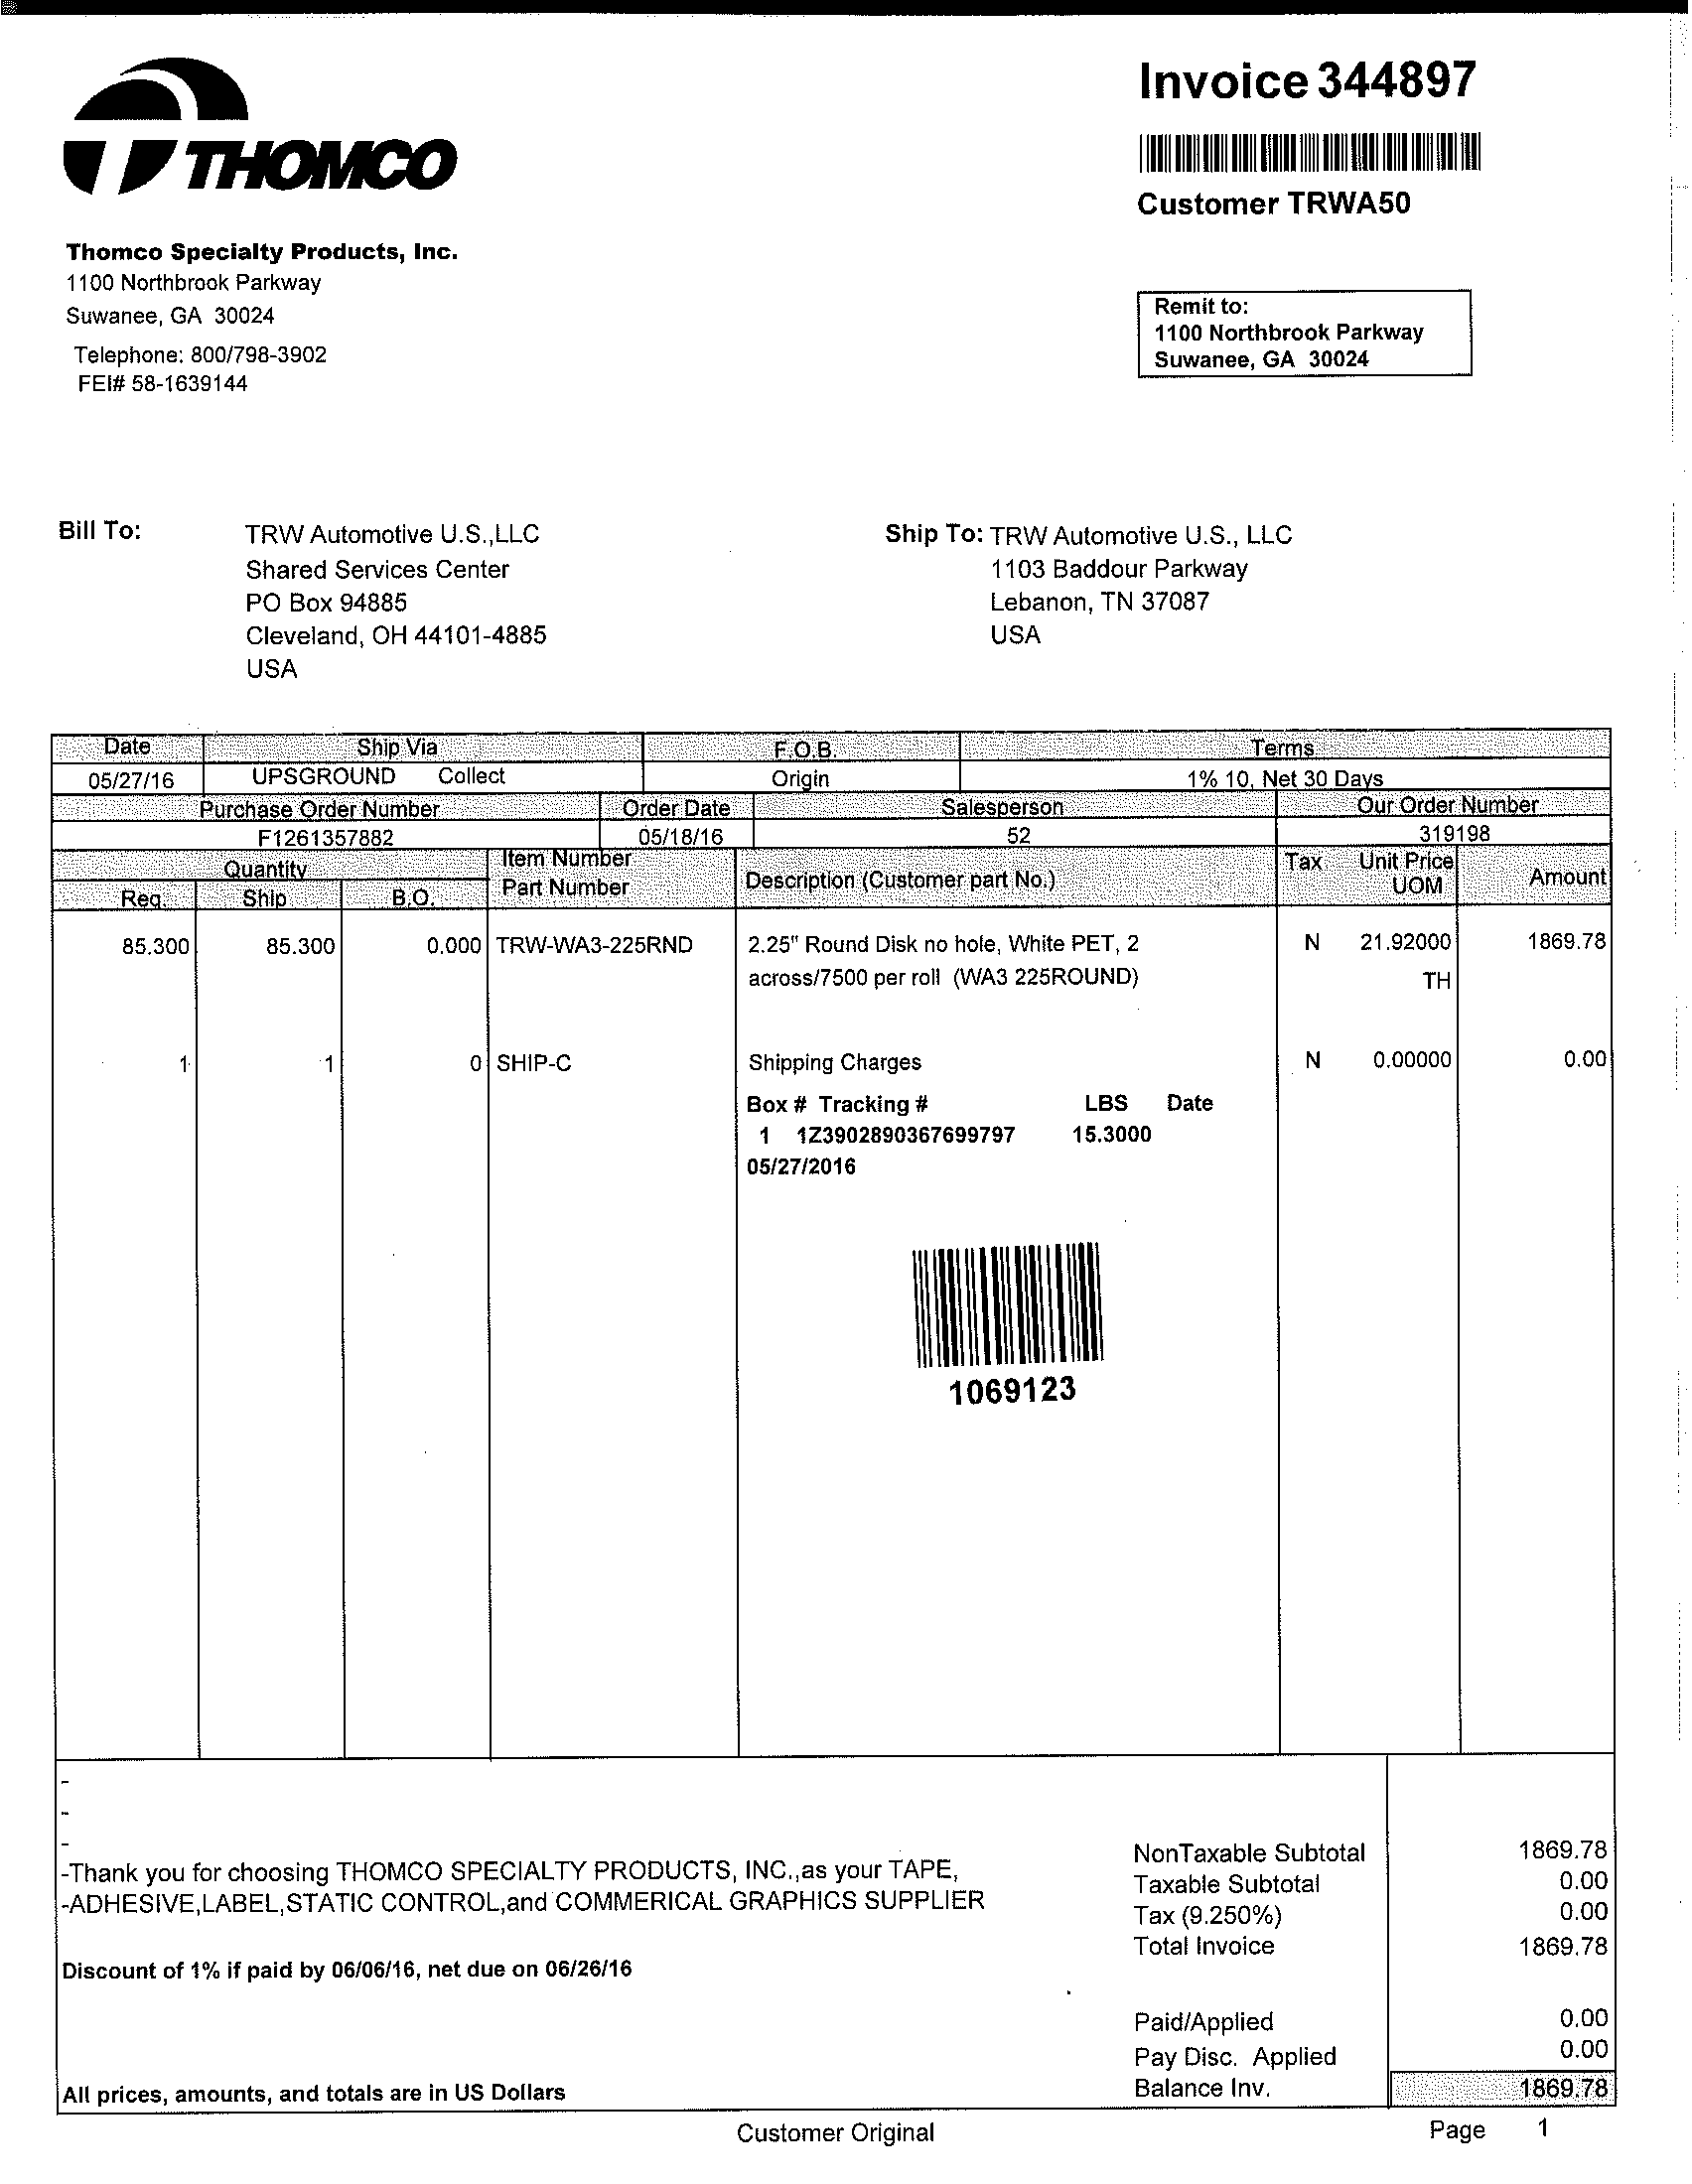 Invoice 344897
THOMCO
Customer TRWA50
Thomco Specialty Products, Inc.
1100 Northbrook Parkway
Suwanee, GA 30024
Telephone: 800/798-3902
FEI# 58-1639144
Remit to:
1100 Northbrook Parkway
Suwanee, GA 30024
Bill To:
TRW Automotive U.S.,LLC
Shared Services Center
PO Box 94885
Cleveland, OH 44101-4885
USA
Ship To: TRW Automotive U.S., LLC
1103 Baddour Parkway
Lebanon, TN 37087
USA
Date Ship Via F.O.B. Terms
05/27/16 UPSGROUND Collect Origin 1% 10, Net 30 Days
Purchase Order Number Order Date Salesperson Our Order Number
F1261357882 05/18/16 52 319198
Quantity Item Number Tax Unit Price
Req. Ship B.O. Part Number Description (Customer part No.) UOM Amount
85.300 85.300 0.000 TRW-WA3-225RND 2.25" Round Disk no hole, White PET, 2 N 21.92000 1869.78
across/7500 per roll (WA3 225ROUND) TH
1 1 0 SHIP-C Shipping Charges N 0.00000 0.00
Box # Tracking # LBS Date
1 1Z3902890367699797 15.3000
05/27/2016
1069123
-
-
-
-Thank you for choosing THOMCO SPECIALTY PRODUCTS, INC.,as your TAPE,
-ADHESIVE,LABEL,STATIC CONTROL,and COMMERICAL GRAPHICS SUPPLIER
Discount of 1% if paid by 06/06/16, net due on 06/26/16
All prices, amounts, and totals are in US Dollars
NonTaxable Subtotal 1869.78
Taxable Subtotal 0.00
Tax (9.250%) 0.00
Total Invoice 1869.78
Paid/Applied 0.00
Pay Disc. Applied 0.00
Balance Inv. 1869.78
Customer Original Page 1